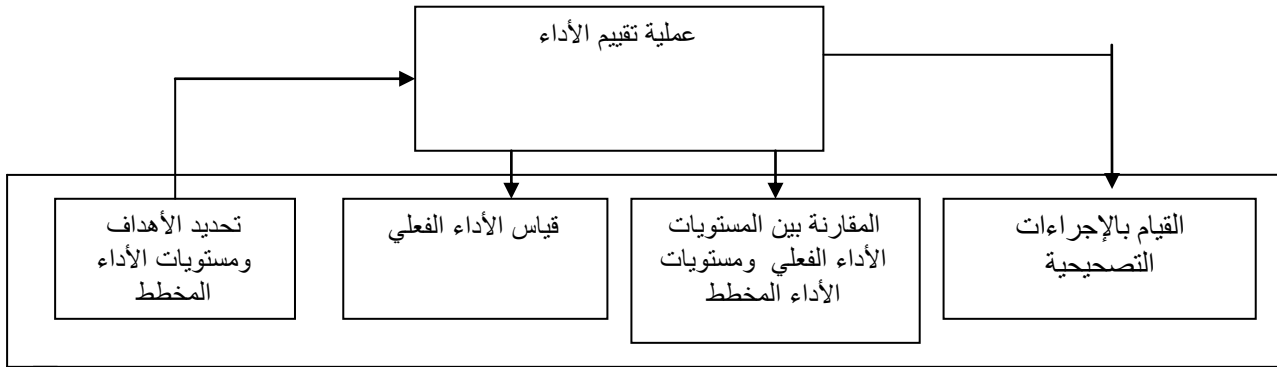 عملية تقييم الأداء
القيام بالإجراءات
التصحيحية
المقارنة بين المستويات
الأداء الفعلي ومستويات
الأداء المخطط
قياس الأداء الفعلي
تحديد الأهداف
ومستويات الأداء
المخطط